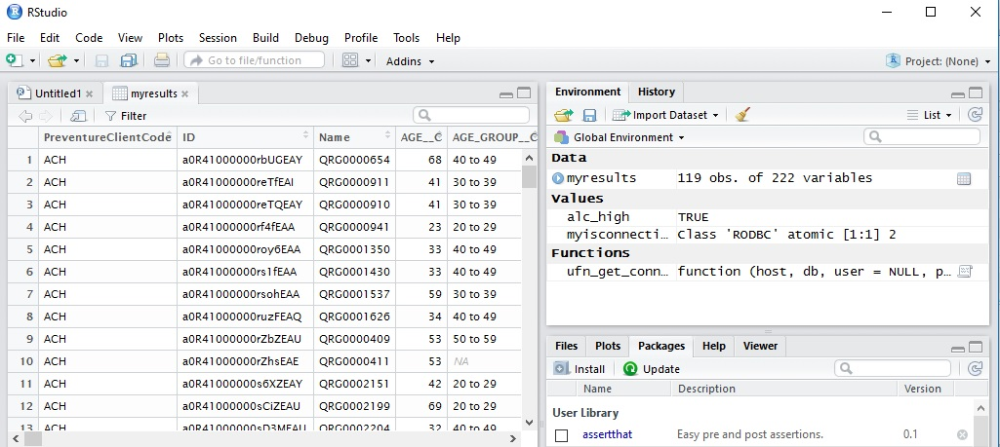 RStudio
File Edit Code View Plots Session Build Debug Profile Tools Help
Go to file/function Addins Project: (None)
Untitled1 myresults
Filter
PreventureClientCode ID Name AGE__C AGE_GROUP__C
1 ACH a0R41000000rbUGEAY QRG0000654 68 40 to 49
2 ACH a0R41000000reTfEAI QRG0000911 41 30 to 39
3 ACH a0R41000000reTQEAY QRG0000910 41 30 to 39
4 ACH a0R41000000rf4fEAA QRG0000941 23 20 to 29
5 ACH a0R41000000roy6EAA QRG0001350 33 40 to 49
6 ACH a0R41000000rs1fEAA QRG0001430 33 40 to 49
7 ACH a0R41000000rsohEAA QRG0001537 59 30 to 39
8 ACH a0R41000000ruzFEAQ QRG0001626 34 40 to 49
9 ACH a0R41000000rZbZEAU QRG0000409 53 50 to 59
10 ACH a0R41000000rZhsEAE QRG0000411 53 NA
11 ACH a0R41000000s6XZEAY QRG0002151 42 20 to 29
12 ACH a0R41000000sCiZEAU QRG0002199 69 20 to 29
13 ACH a0R41000000sD3MEAU QRG0002204 32 40 to 49
Environment History
Import Dataset List
Global Environment
Data
myresults 119 obs. of 222 variables
Values
alc_high TRUE
myisconnecti… Class 'RODBC' atomic [1:1] 2
Functions
ufn_get_conn… function (host, db, user = NULL, p…
Files Plots Packages Help Viewer
Install Update
Name Description Version
User Library
assertthat Easy pre and post assertions. 0.1